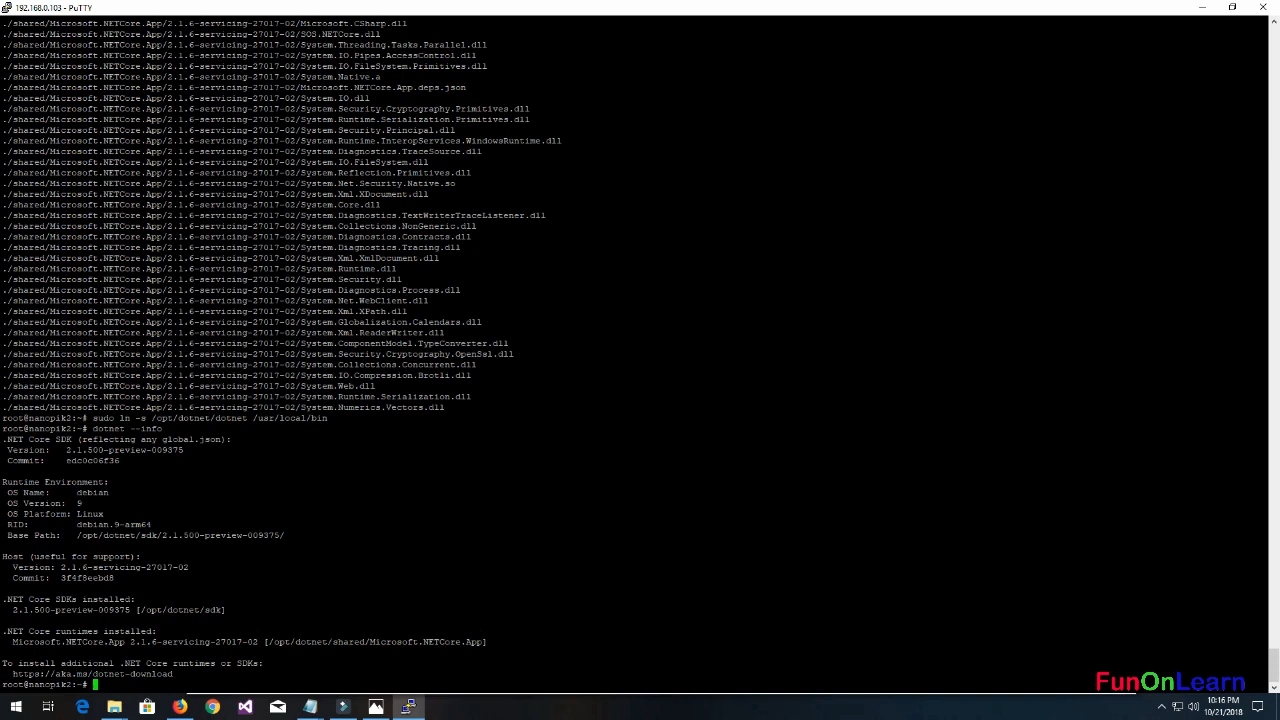 192.168.0.103 - PuTTY
./shared/Microsoft.NETCore.App/2.1.6-servicing-27017-02/Microsoft.CSharp.dll
./shared/Microsoft.NETCore.App/2.1.6-servicing-27017-02/SOS.NETCore.dll
./shared/Microsoft.NETCore.App/2.1.6-servicing-27017-02/System.Threading.Tasks.Parallel.dll
./shared/Microsoft.NETCore.App/2.1.6-servicing-27017-02/System.IO.Pipes.AccessControl.dll
./shared/Microsoft.NETCore.App/2.1.6-servicing-27017-02/System.IO.FileSystem.Primitives.dll
./shared/Microsoft.NETCore.App/2.1.6-servicing-27017-02/System.Native.a
./shared/Microsoft.NETCore.App/2.1.6-servicing-27017-02/Microsoft.NETCore.App.deps.json
./shared/Microsoft.NETCore.App/2.1.6-servicing-27017-02/System.IO.dll
./shared/Microsoft.NETCore.App/2.1.6-servicing-27017-02/System.Security.Cryptography.Primitives.dll
./shared/Microsoft.NETCore.App/2.1.6-servicing-27017-02/System.Runtime.Serialization.Primitives.dll
./shared/Microsoft.NETCore.App/2.1.6-servicing-27017-02/System.Security.Principal.dll
./shared/Microsoft.NETCore.App/2.1.6-servicing-27017-02/System.Runtime.InteropServices.WindowsRuntime.dll
./shared/Microsoft.NETCore.App/2.1.6-servicing-27017-02/System.Diagnostics.TraceSource.dll
./shared/Microsoft.NETCore.App/2.1.6-servicing-27017-02/System.IO.FileSystem.dll
./shared/Microsoft.NETCore.App/2.1.6-servicing-27017-02/System.Reflection.Primitives.dll
./shared/Microsoft.NETCore.App/2.1.6-servicing-27017-02/System.Net.Security.Native.so
./shared/Microsoft.NETCore.App/2.1.6-servicing-27017-02/System.Xml.XDocument.dll
./shared/Microsoft.NETCore.App/2.1.6-servicing-27017-02/System.Core.dll
./shared/Microsoft.NETCore.App/2.1.6-servicing-27017-02/System.Diagnostics.TextWriterTraceListener.dll
./shared/Microsoft.NETCore.App/2.1.6-servicing-27017-02/System.Collections.NonGeneric.dll
./shared/Microsoft.NETCore.App/2.1.6-servicing-27017-02/System.Diagnostics.Contracts.dll
./shared/Microsoft.NETCore.App/2.1.6-servicing-27017-02/System.Diagnostics.Tracing.dll
./shared/Microsoft.NETCore.App/2.1.6-servicing-27017-02/System.Xml.XmlDocument.dll
./shared/Microsoft.NETCore.App/2.1.6-servicing-27017-02/System.Runtime.dll
./shared/Microsoft.NETCore.App/2.1.6-servicing-27017-02/System.Security.dll
./shared/Microsoft.NETCore.App/2.1.6-servicing-27017-02/System.Diagnostics.Process.dll
./shared/Microsoft.NETCore.App/2.1.6-servicing-27017-02/System.Net.WebClient.dll
./shared/Microsoft.NETCore.App/2.1.6-servicing-27017-02/System.Xml.XPath.dll
./shared/Microsoft.NETCore.App/2.1.6-servicing-27017-02/System.Globalization.Calendars.dll
./shared/Microsoft.NETCore.App/2.1.6-servicing-27017-02/System.Xml.ReaderWriter.dll
./shared/Microsoft.NETCore.App/2.1.6-servicing-27017-02/System.ComponentModel.TypeConverter.dll
./shared/Microsoft.NETCore.App/2.1.6-servicing-27017-02/System.Security.Cryptography.OpenSsl.dll
./shared/Microsoft.NETCore.App/2.1.6-servicing-27017-02/System.Collections.Concurrent.dll
./shared/Microsoft.NETCore.App/2.1.6-servicing-27017-02/System.IO.Compression.Brotli.dll
./shared/Microsoft.NETCore.App/2.1.6-servicing-27017-02/System.Web.dll
./shared/Microsoft.NETCore.App/2.1.6-servicing-27017-02/System.Runtime.Serialization.dll
./shared/Microsoft.NETCore.App/2.1.6-servicing-27017-02/System.Numerics.Vectors.dll
root@nanopik2:~# sudo ln -s /opt/dotnet/dotnet /usr/local/bin
root@nanopik2:~# dotnet --info
.NET Core SDK (reflecting any global.json):
Version: 2.1.500-preview-009375
Commit: edc0c06f36
Runtime Environment:
OS Name: debian
OS Version: 9
OS Platform: Linux
RID: debian.9-arm64
Base Path: /opt/dotnet/sdk/2.1.500-preview-009375/
Host (useful for support):
Version: 2.1.6-servicing-27017-02
Commit: 3f4f8eebd8
.NET Core SDKs installed:
2.1.500-preview-009375 [/opt/dotnet/sdk]
.NET Core runtimes installed:
Microsoft.NETCore.App 2.1.6-servicing-27017-02 [/opt/dotnet/shared/Microsoft.NETCore.App]
To install additional .NET Core runtimes or SDKs:
https://aka.ms/dotnet-download
root@nanopik2:~#
FunOnLearn
10:16 PM
10/21/2018